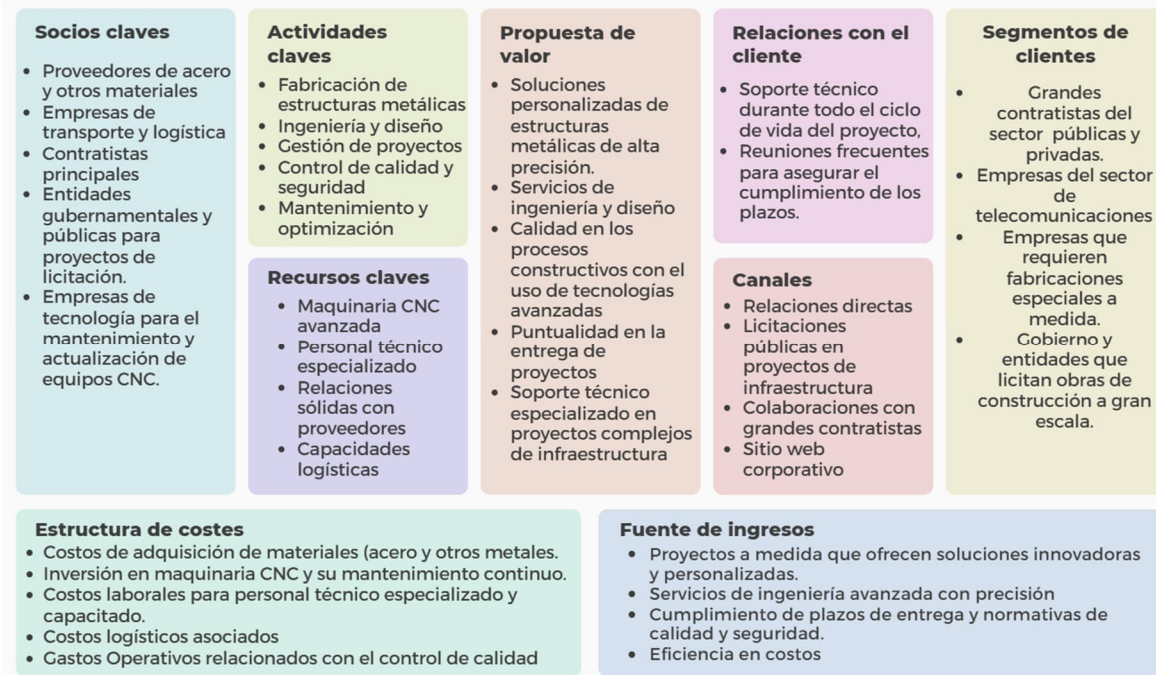 Socios claves
Proveedores de acero
y otros materiales
Empresas de
transporte y logística
Contratistas
principales
Entidades
gubernamentales y
públicas para
proyectos de
licitación.
Empresas de
tecnología para el
mantenimiento y
actualización de
equipos CNC.
Actividades
claves
Fabricación de
estructuras metálicas
Ingeniería y diseño
Gestión de proyectos
Control de calidad y
seguridad
Mantenimiento y
optimización
Recursos claves
Maquinaria CNC
avanzada
Personal técnico
especializado
Relaciones
sólidas con
proveedores
Capacidades
logísticas
Propuesta de
valor
Soluciones
personalizadas de
estructuras
metálicas de alta
precisión.
Servicios de
ingeniería y diseño
Calidad en los
procesos
constructivos con el
uso de tecnologías
avanzadas
Puntualidad en la
entrega de
proyectos
Soporte técnico
especializado en
proyectos complejos
de infraestructura
Relaciones con el
cliente
Soporte técnico
durante todo el ciclo
de vida del proyecto,
Reuniones frecuentes
para asegurar el
cumplimiento de los
plazos.
Canales
Relaciones directas
Licitaciones
públicas en
proyectos de
infraestructura
Colaboraciones con
grandes contratistas
Sitio web
corporativo
Segmentos de
clientes
Grandes
contratistas del
sector públicas y
privadas.
Empresas del sector
de
telecomunicaciones
Empresas que
requieren
fabricaciones
especiales a
medida.
Gobierno y
entidades que
licitan obras de
construcción a gran
escala.
Estructura de costes
Costos de adquisición de materiales (acero y otros metales.
Inversión en maquinaria CNC y su mantenimiento continuo.
Costos laborales para personal técnico especializado y
capacitado.
Costos logísticos asociados
Gastos Operativos relacionados con el control de calidad
Fuente de ingresos
Proyectos a medida que ofrecen soluciones innovadoras
y personalizadas.
Servicios de ingeniería avanzada con precisión
Cumplimiento de plazos de entrega y normativas de
calidad y seguridad.
Eficiencia en costos